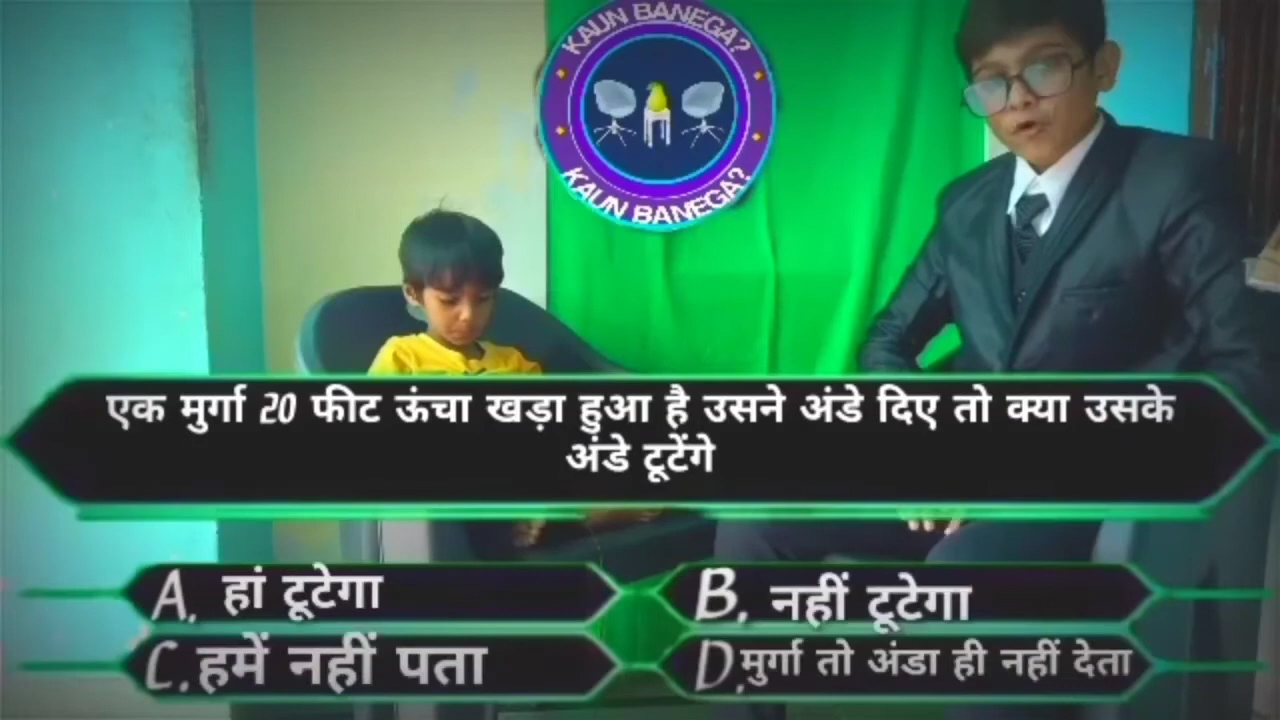 KAUN BANEGA?
KAUN BANEGA?
एक मुर्गा 20 फीट ऊंचा खड़ा हुआ है उसने अंडे दिए तो क्या उसके
अंडे टूटेंगे
A. हां टूटेगा
B. नहीं टूटेगा
C. हमें नहीं पता
D. मुर्गा तो अंडा ही नहीं देता